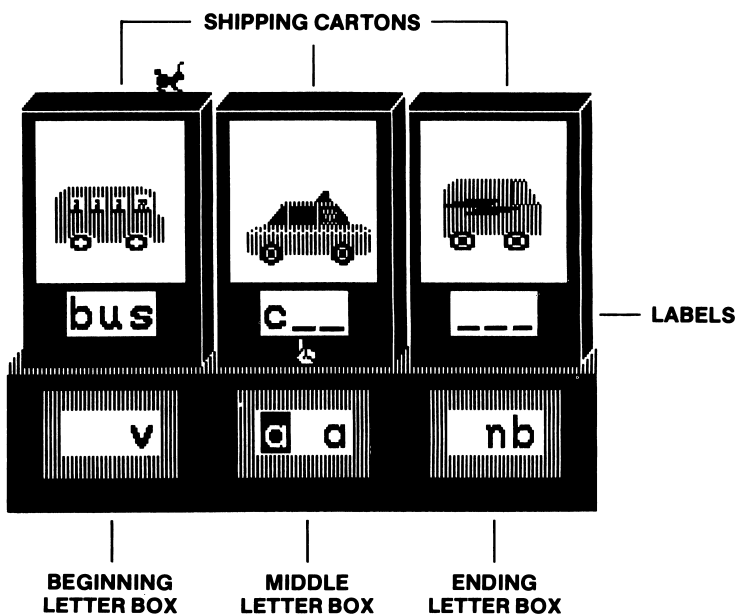 SHIPPING CARTONS
bus
c__
___
LABELS
v
a a
nb
BEGINNING
LETTER BOX
MIDDLE
LETTER BOX
ENDING
LETTER BOX